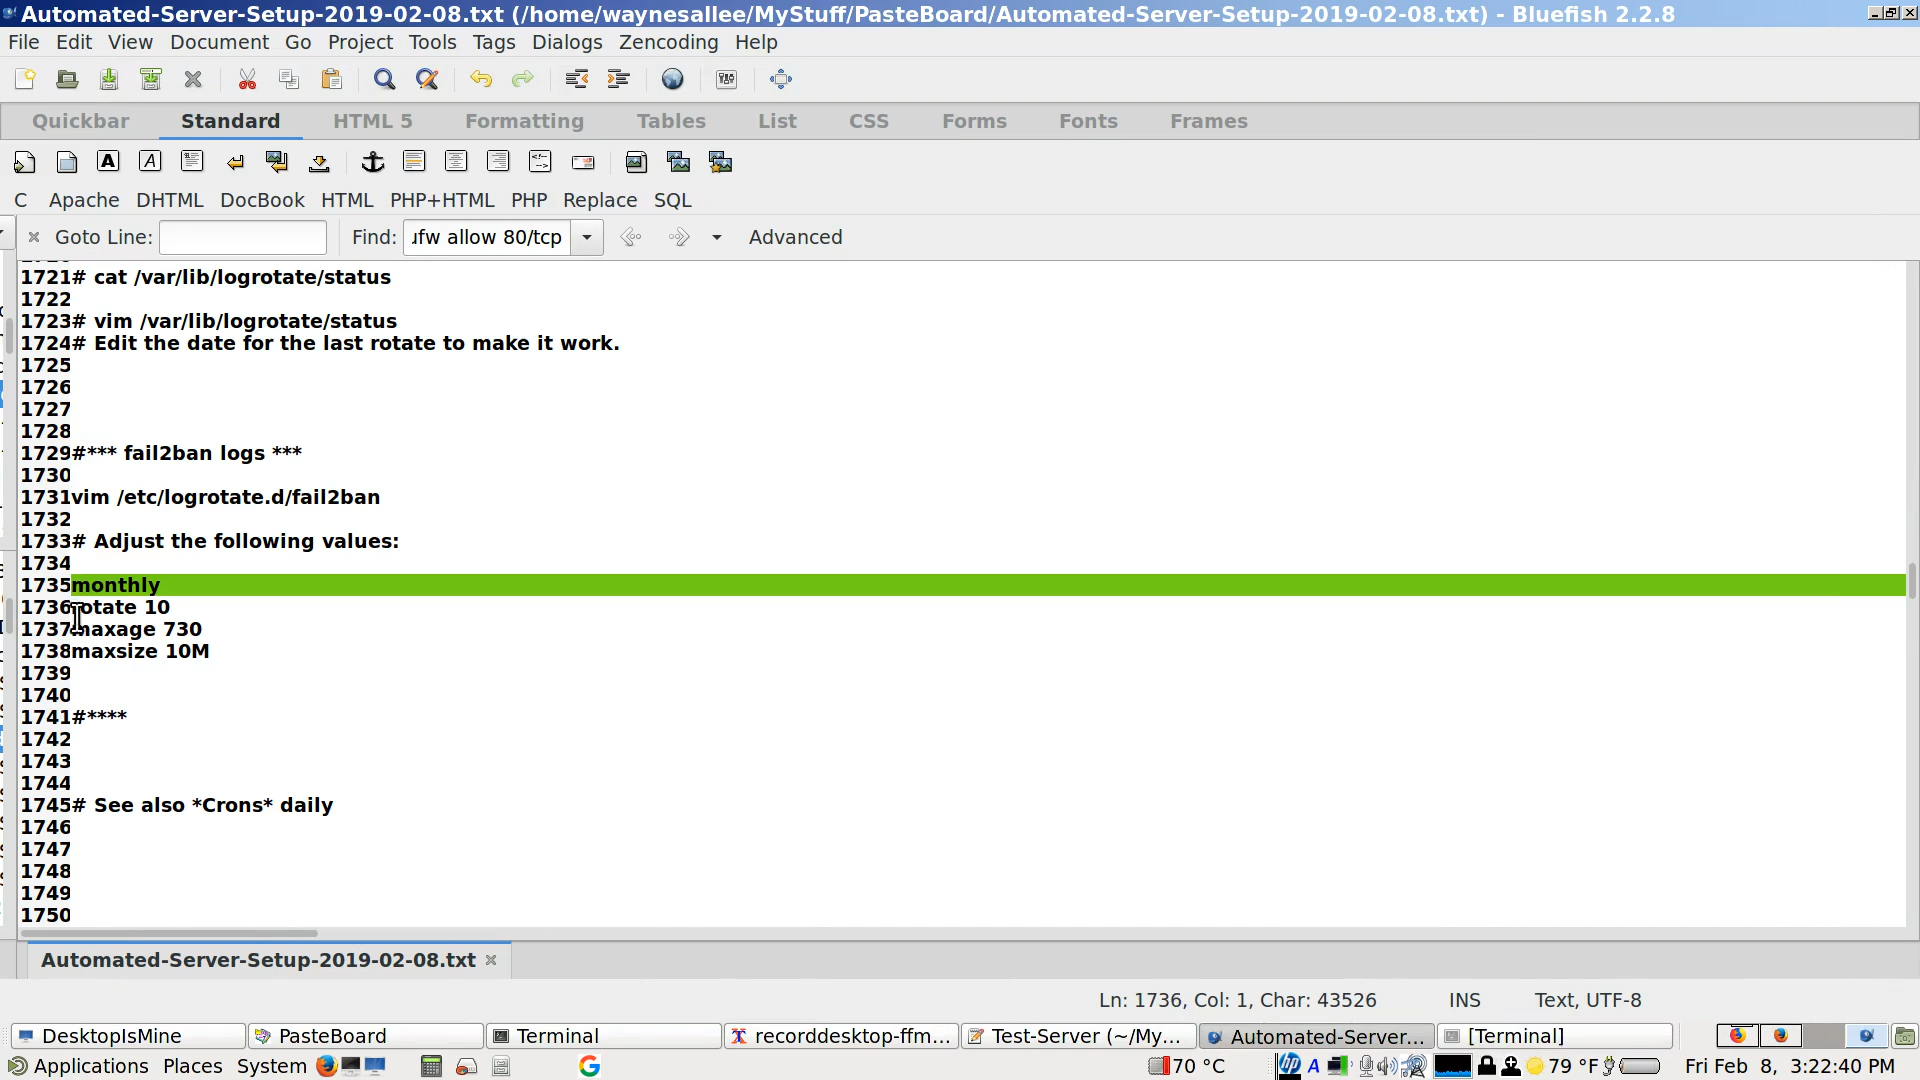 Automated-Server-Setup-2019-02-08.txt (/home/waynesallee/MyStuff/PasteBoard/Automated-Server-Setup-2019-02-08.txt) - Bluefish 2.2.8
File Edit View Document Go Project Tools Tags Dialogs Zencoding Help
Quickbar Standard HTML 5 Formatting Tables List CSS Forms Fonts Frames
C Apache DHTML DocBook HTML PHP+HTML PHP Replace SQL
Goto Line: Find: ufw allow 80/tcp Advanced
1721# cat /var/lib/logrotate/status
1722
1723# vim /var/lib/logrotate/status
1724# Edit the date for the last rotate to make it work.
1725
1726
1727
1728
1729#*** fail2ban logs ***
1730
1731vim /etc/logrotate.d/fail2ban
1732
1733# Adjust the following values:
1734
1735monthly
1736rotate 10
1737maxage 730
1738maxsize 10M
1739
1740
1741#****
1742
1743
1744
1745# See also *Crons* daily
1746
1747
1748
1749
1750
Automated-Server-Setup-2019-02-08.txt
Ln: 1736, Col: 1, Char: 43526 INS Text, UTF-8
DesktopIsMine PasteBoard Terminal recorddesktop-ffm... Test-Server (~/My... Automated-Server... [Terminal]
Applications Places System 70 °C A 79 °F Fri Feb 8, 3:22:40 PM